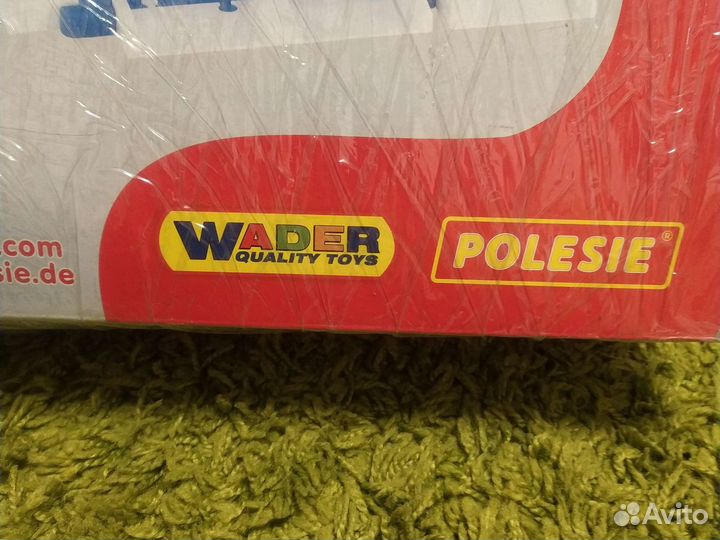 .com
sie.de
WADER
QUALITY TOYS
POLESIE®
Avito